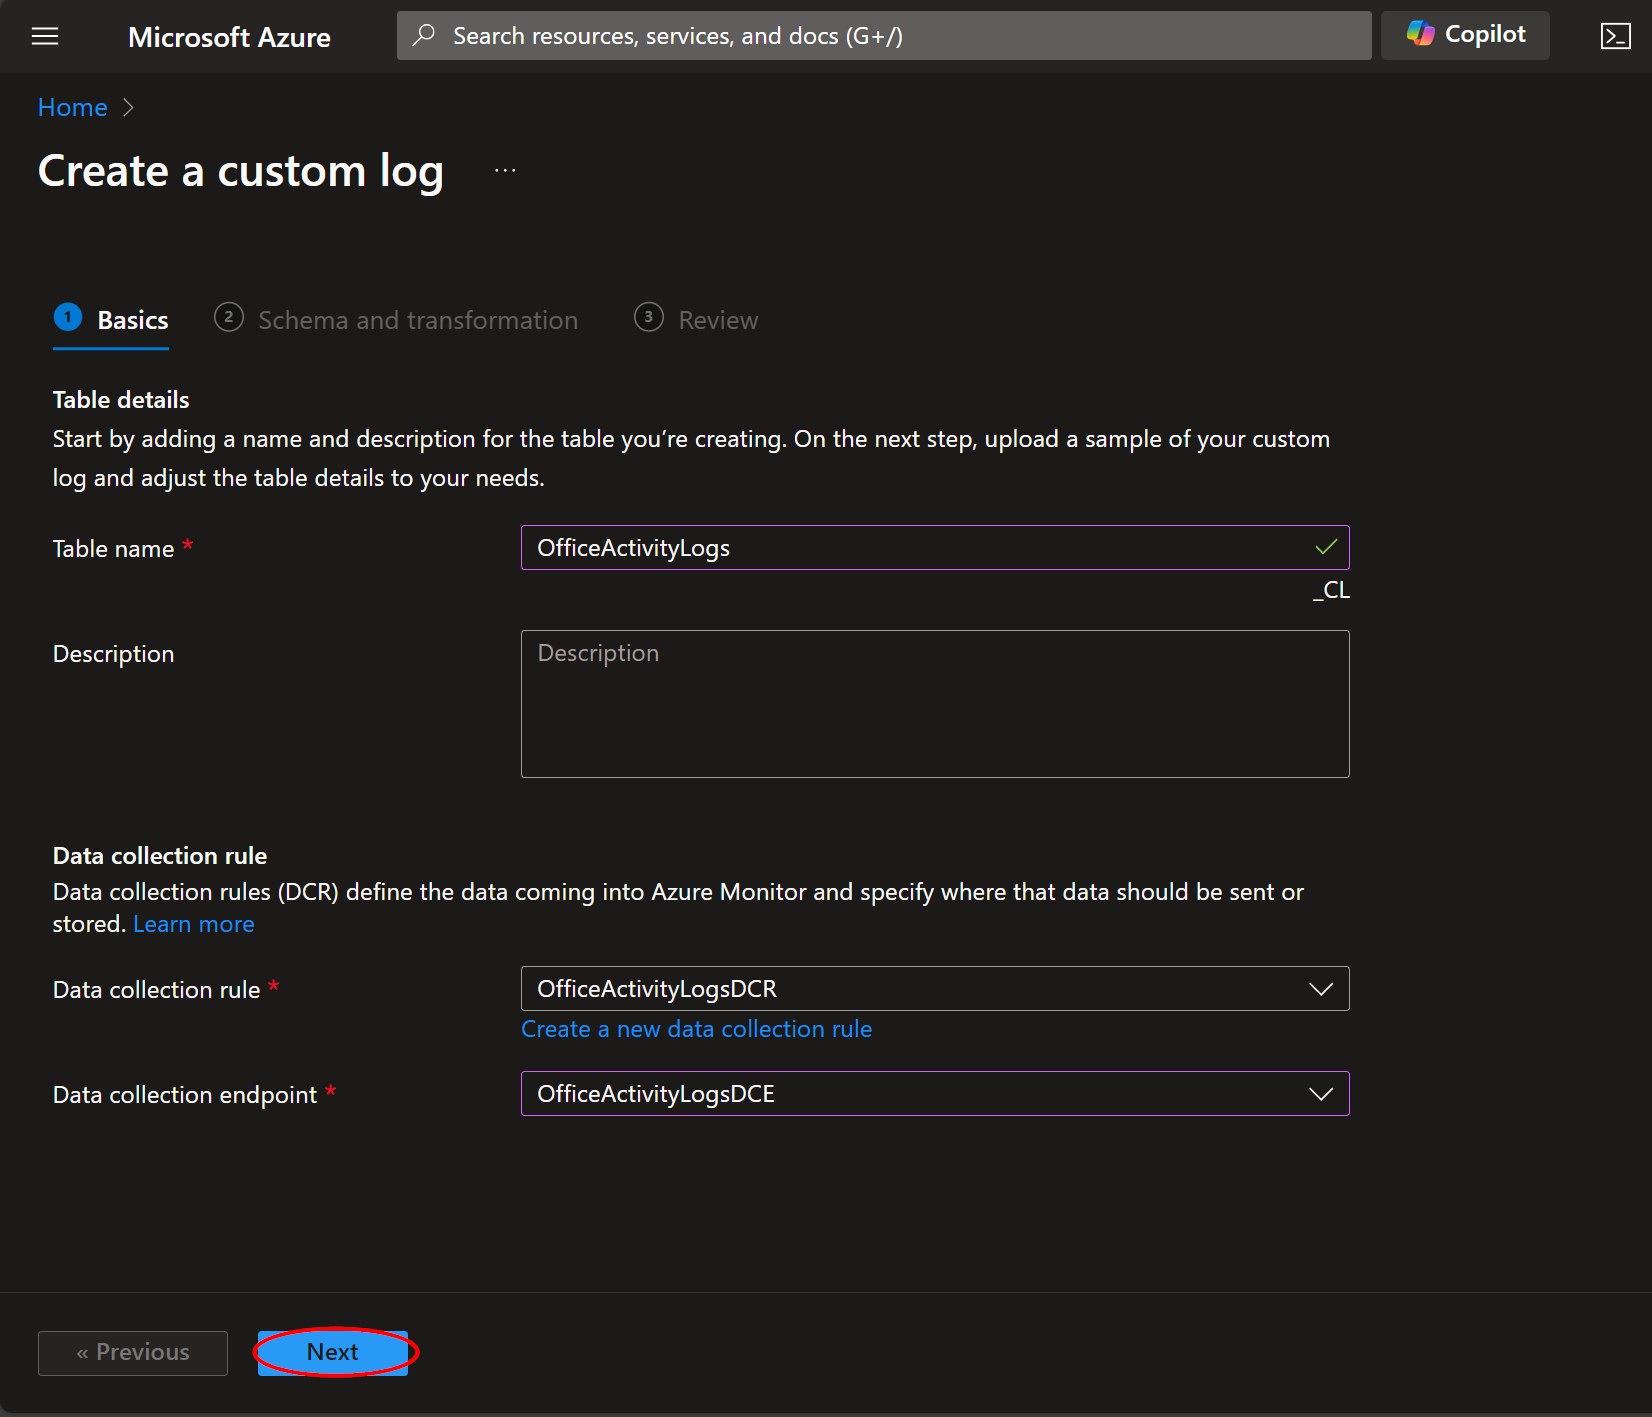 Microsoft Azure
Search resources, services, and docs (G+/)
Copilot
Home
Create a custom log
...
1 Basics
2 Schema and transformation
3 Review
Table details
Start by adding a name and description for the table you’re creating. On the next step, upload a sample of your custom
log and adjust the table details to your needs.
Table name *
OfficeActivityLogs
_CL
Description
Description
Data collection rule
Data collection rules (DCR) define the data coming into Azure Monitor and specify where that data should be sent or
stored. Learn more
Data collection rule *
OfficeActivityLogsDCR
Create a new data collection rule
Data collection endpoint *
OfficeActivityLogsDCE
« Previous
Next